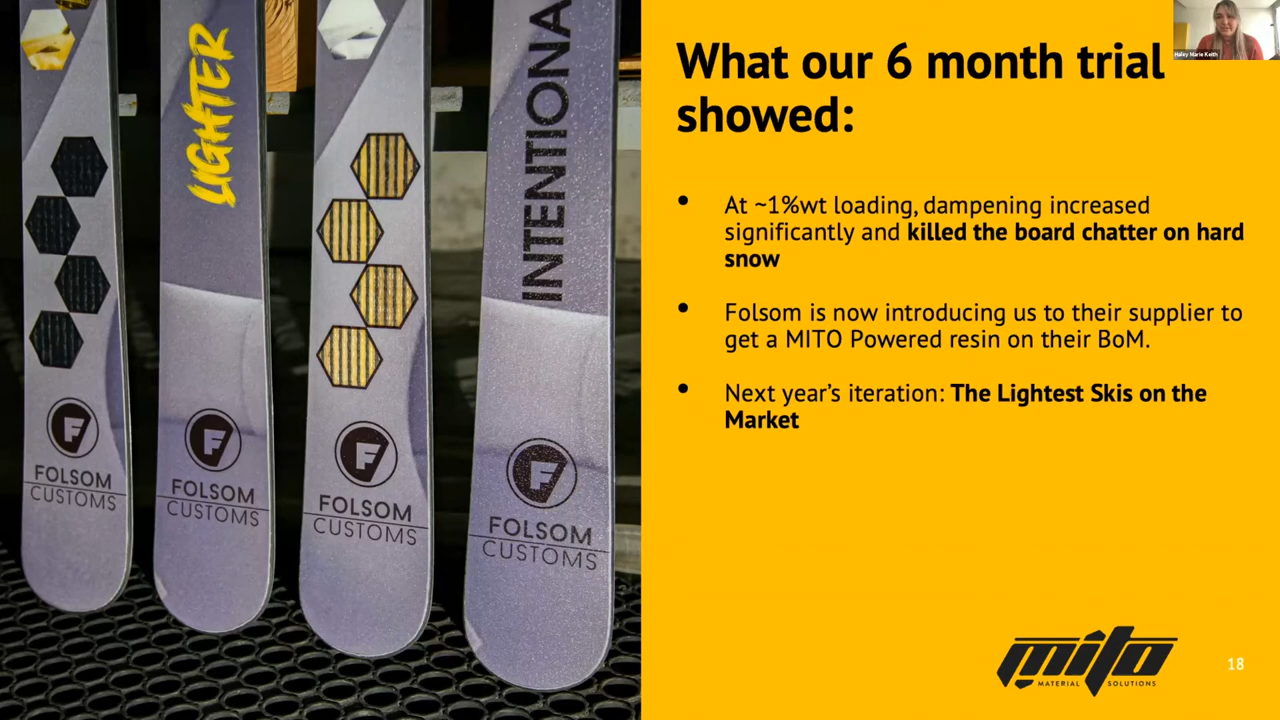 LIGHTER
INTENTIONA
FOLSOM
CUSTOMS
FOLSOM
CUSTOMS
FOLSOM
CUSTOMS
FOLSOM
CUSTOMS
What our 6 month trial
showed:
• At ~1%wt loading, dampening increased
significantly and killed the board chatter on hard
snow
• Folsom is now introducing us to their supplier to
get a MITO Powered resin on their BoM.
• Next year's iteration: The Lightest Skis on the
Market
Haley Marie Keith
mito
MATERIAL SOLUTIONS
18